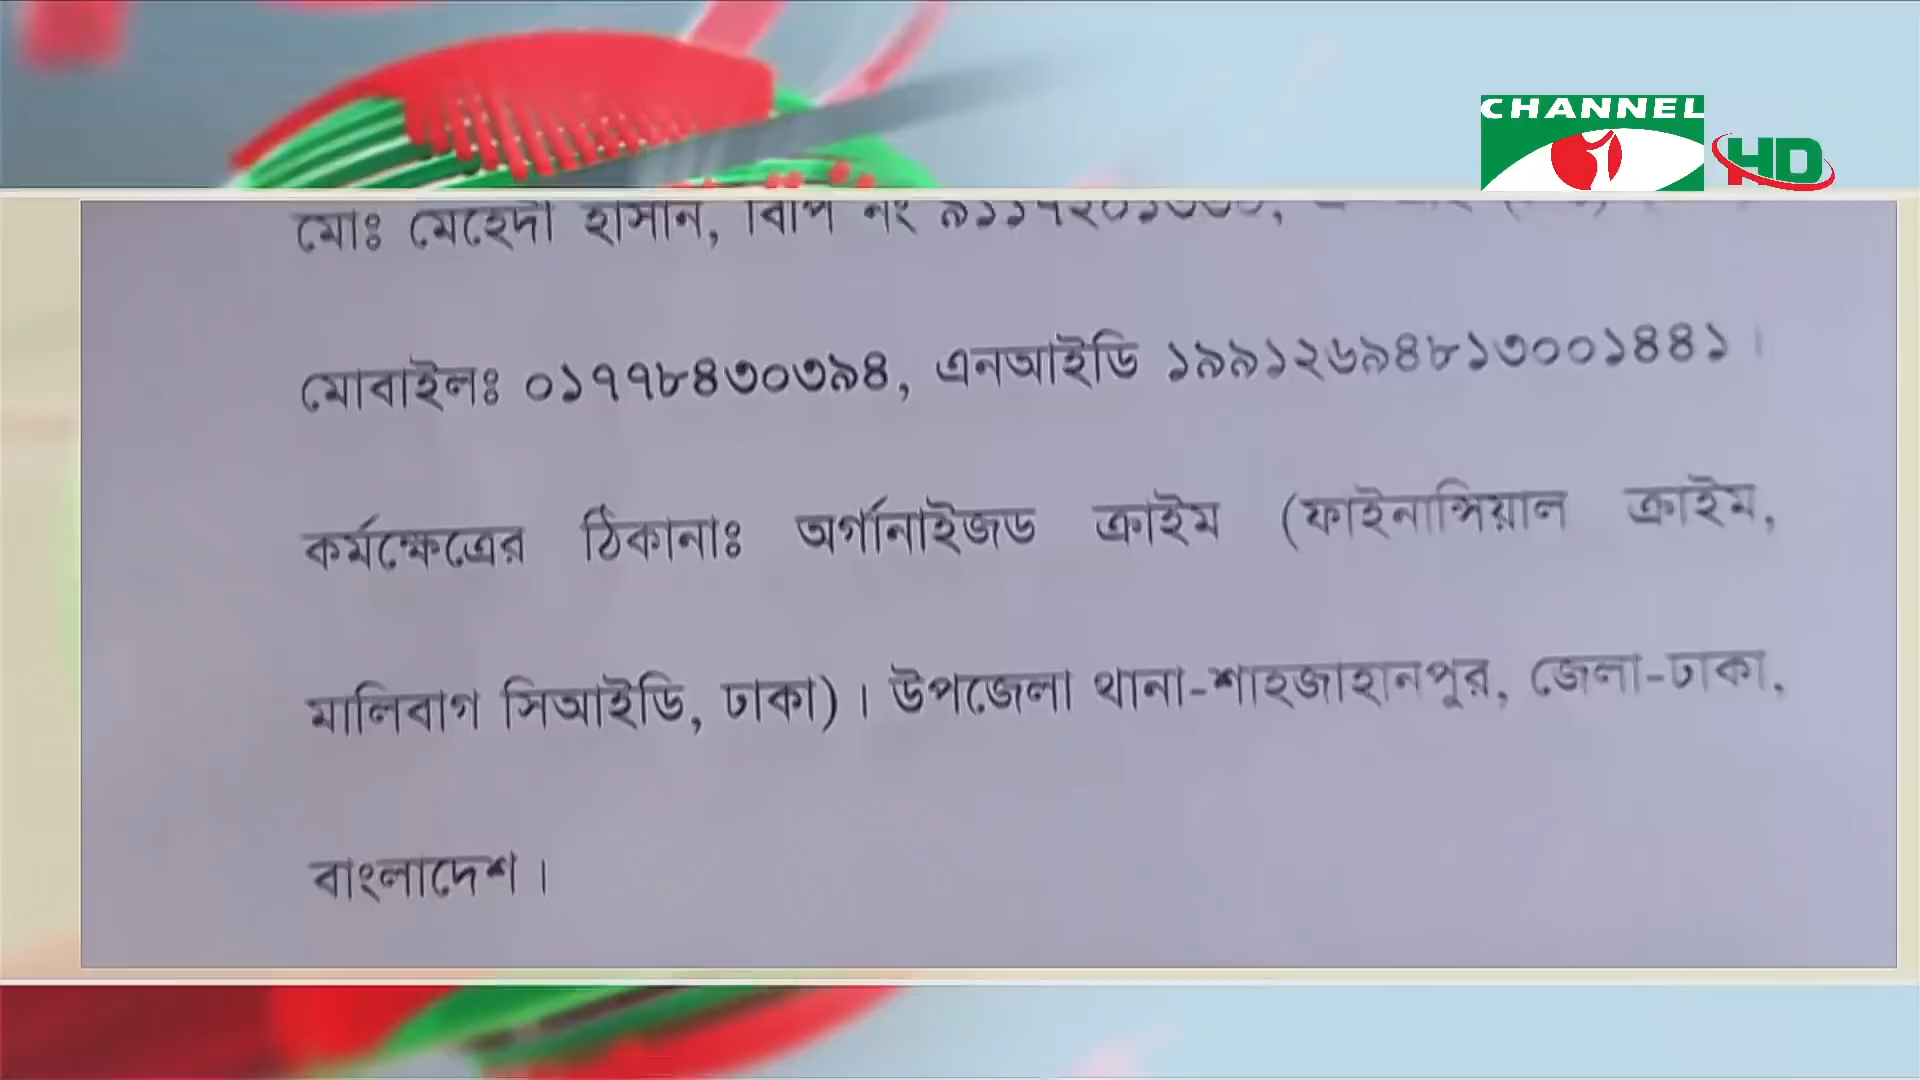 CHANNEL
HD
মোঃ মেহেদী হাসান, বিপি নং
মোবাইলঃ ০১৭৭৮৪৩০৩৯৪, এনআইডি ১৯৯১২৬৯৪৮১৩০০১৪৪১।
কর্মক্ষেত্রের ঠিকানাঃ অর্গানাইজড ক্রাইম (ফাইনান্সিয়াল ক্রাইম,
মালিবাগ সিআইডি, ঢাকা)। উপজেলা থানা-শাহজাহানপুর, জেলা-ঢাকা,
বাংলাদেশ।